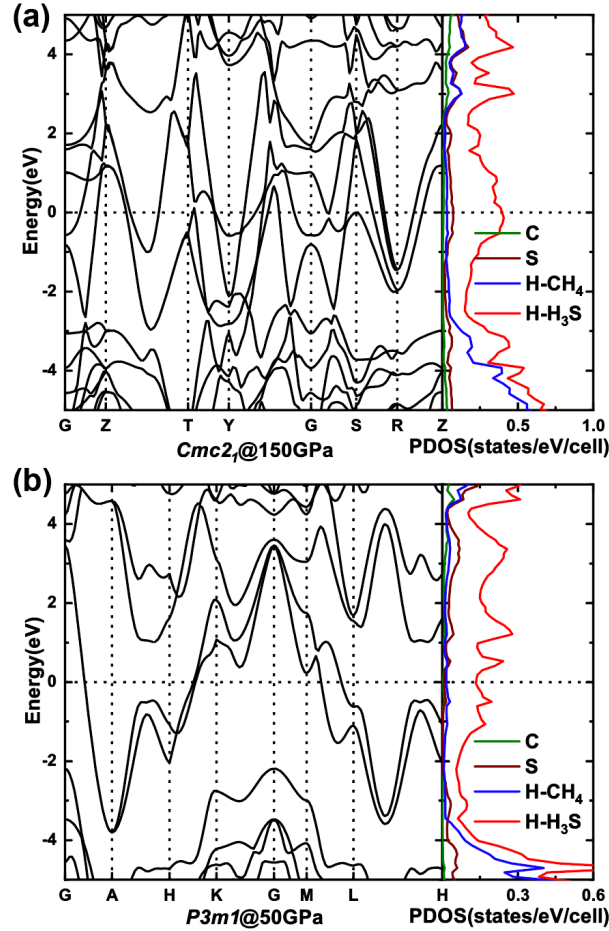 (a)
Energy(eV)
4
2
0
-2
-4
C
S
H-CH4
H-H3S
G Z T Y G S R Z
0.5 1.0
Cmc21@150GPa
PDOS(states/eV/cell)
(b)
Energy(eV)
4
2
0
-2
-4
C
S
H-CH4
H-H3S
G A H K G M L H
0.3 0.6
P3m1@50GPa
PDOS(states/eV/cell)